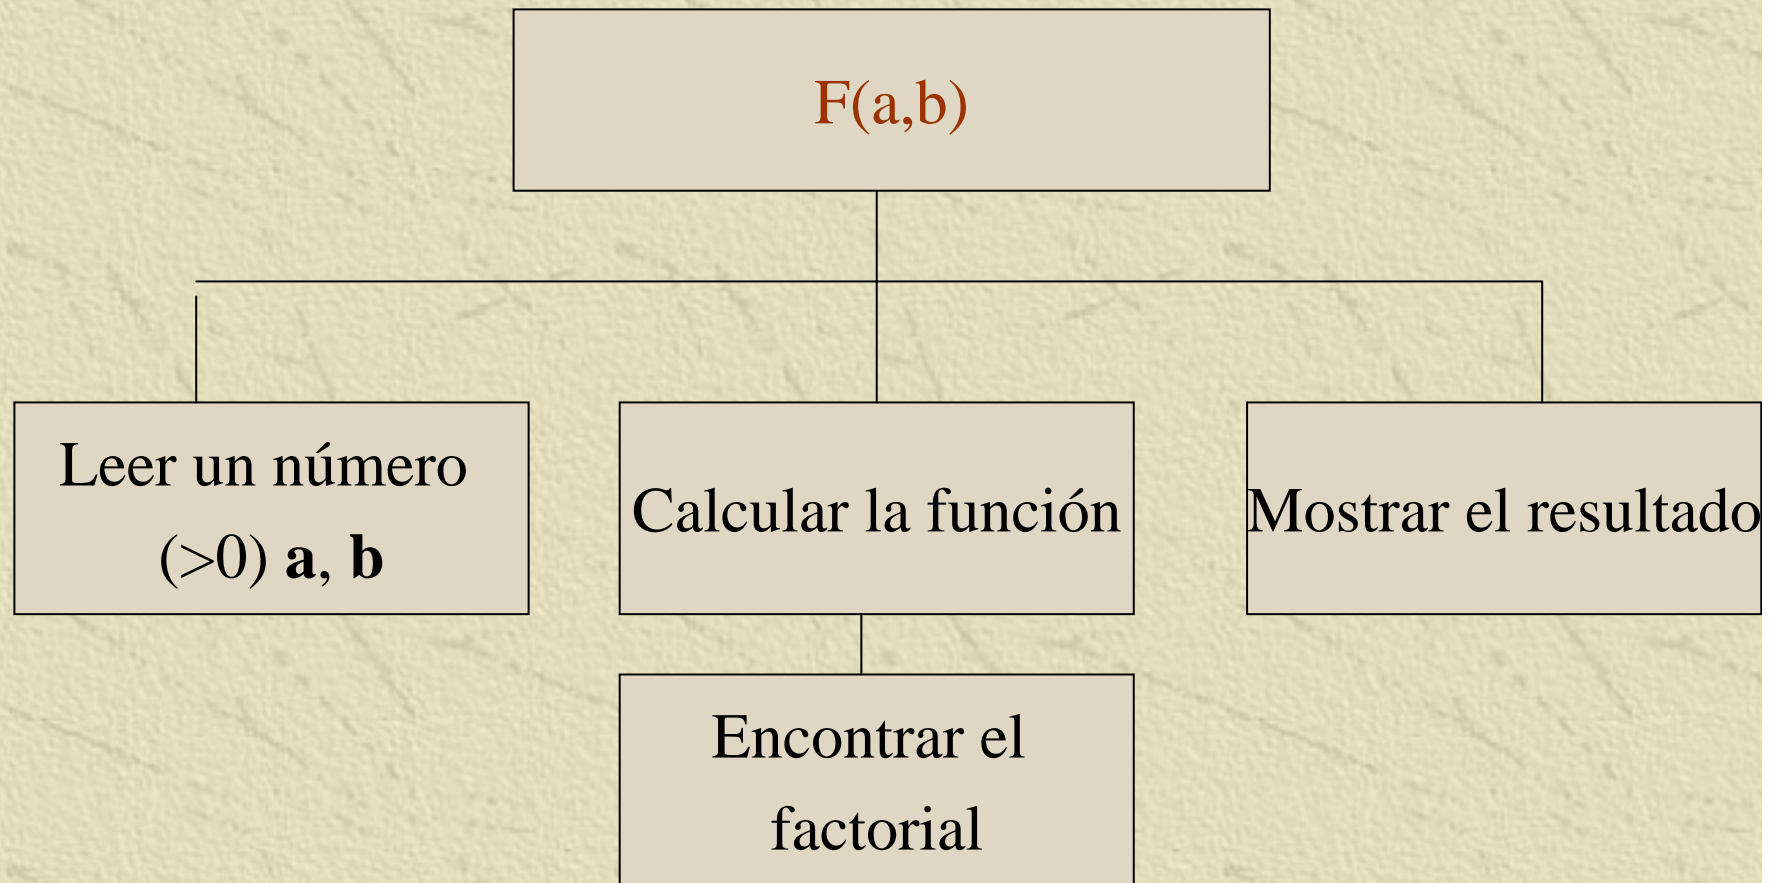 F(a,b)
Leer un número
(>0) a, b
Calcular la función
Mostrar el resultado
Encontrar el
factorial